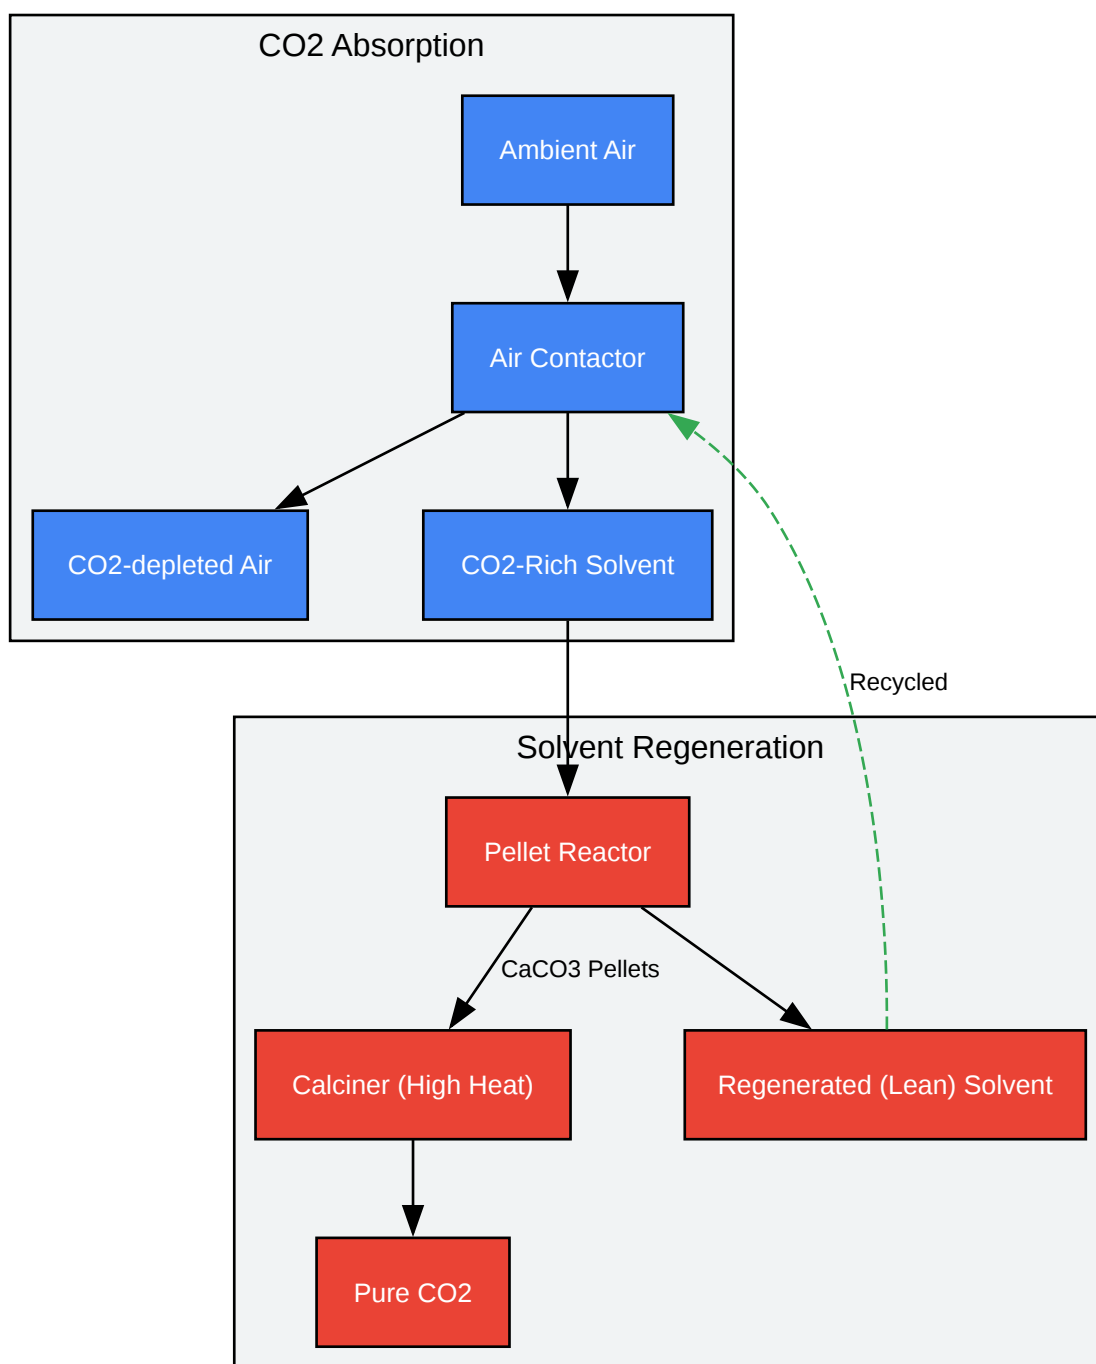 CO2 Absorption
Ambient Air
Air Contactor
CO2-depleted Air
CO2-Rich Solvent
Recycled
Solvent Regeneration
Pellet Reactor
CaCO3 Pellets
Calciner (High Heat)
Regenerated (Lean) Solvent
Pure CO2